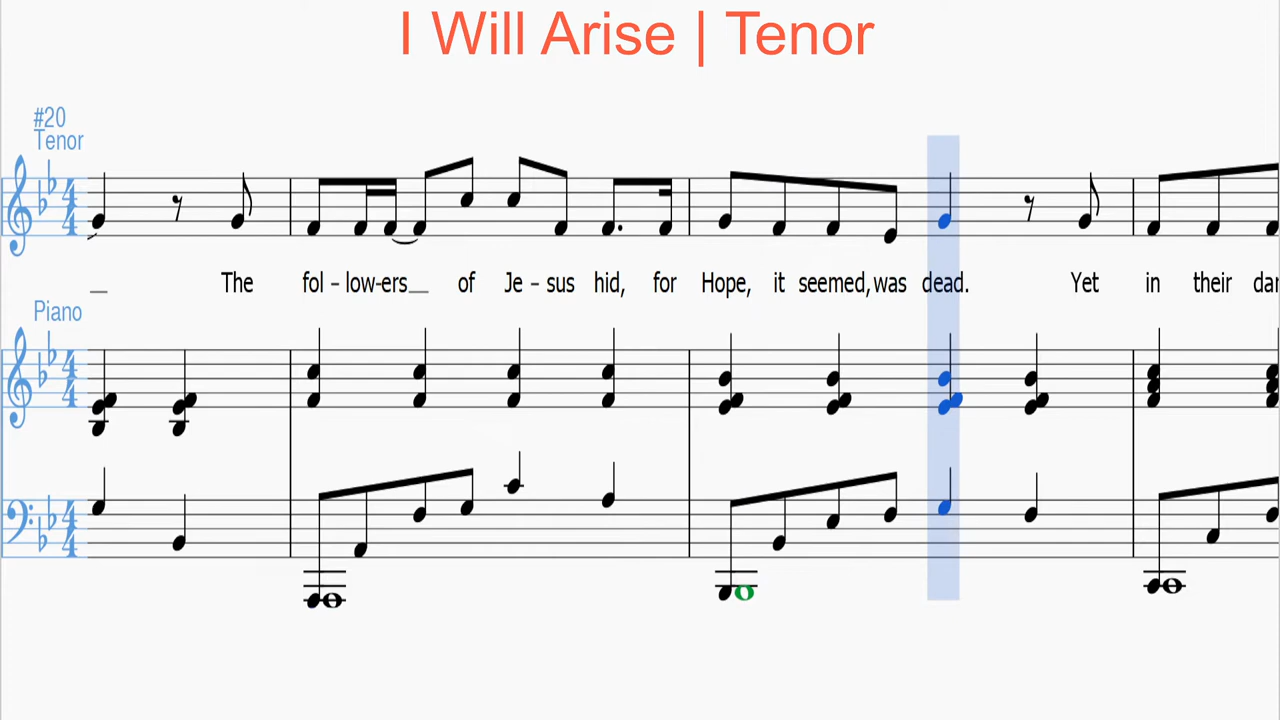 I Will Arise | Tenor
#20
Tenor
The fol – low-ers__ of Je – sus hid, for Hope, it seemed, was dead. Yet in their
Piano